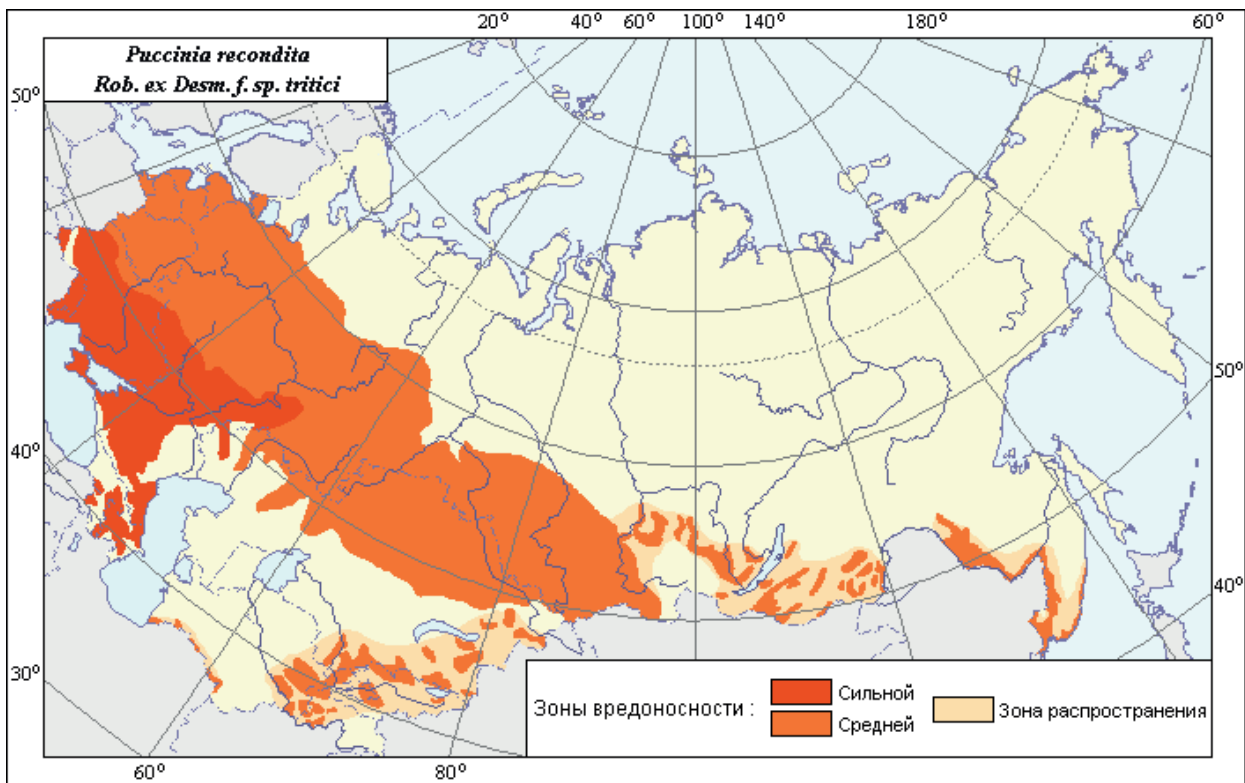 20° 40° 60° 100° 140° 180° 60°
Puccinia recondita
Rob. ex Desm. f. sp. tritici
50°
50°
40°
40°
30°
Зоны вредоносности :
Сильной
Средней
Зона распространения
60° 80°